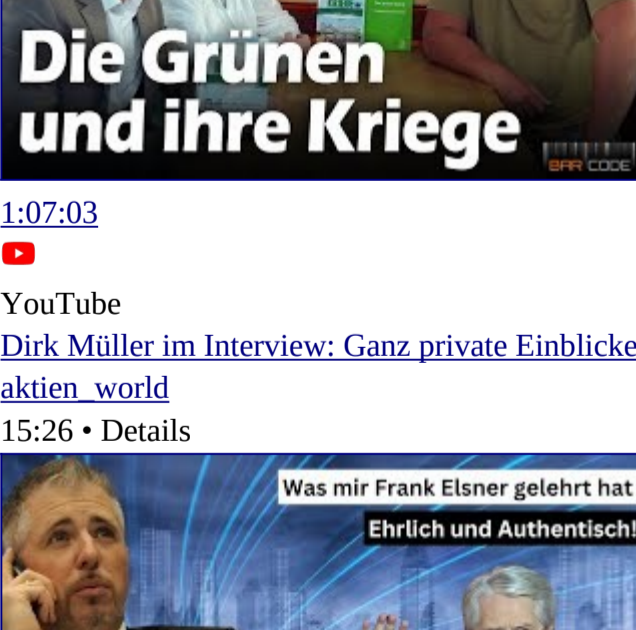 Die Grünen
und ihre Kriege
BAR CODE
1:07:03
YouTube
Dirk Müller im Interview: Ganz private Einblicke
aktien_world
15:26 • Details
Was mir Frank Elsner gelehrt hat
Ehrlich und Authentisch!